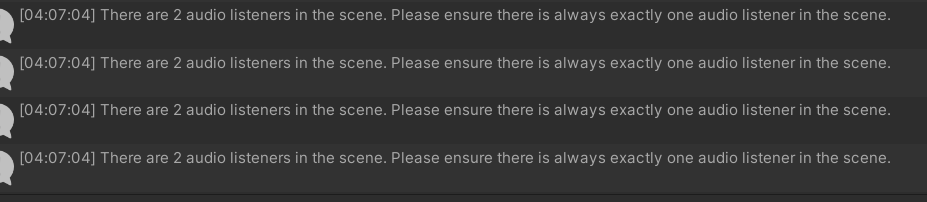 [04:07:04] There are 2 audio listeners in the scene. Please ensure there is always exactly one audio listener in the scene.
[04:07:04] There are 2 audio listeners in the scene. Please ensure there is always exactly one audio listener in the scene.
[04:07:04] There are 2 audio listeners in the scene. Please ensure there is always exactly one audio listener in the scene.
[04:07:04] There are 2 audio listeners in the scene. Please ensure there is always exactly one audio listener in the scene.